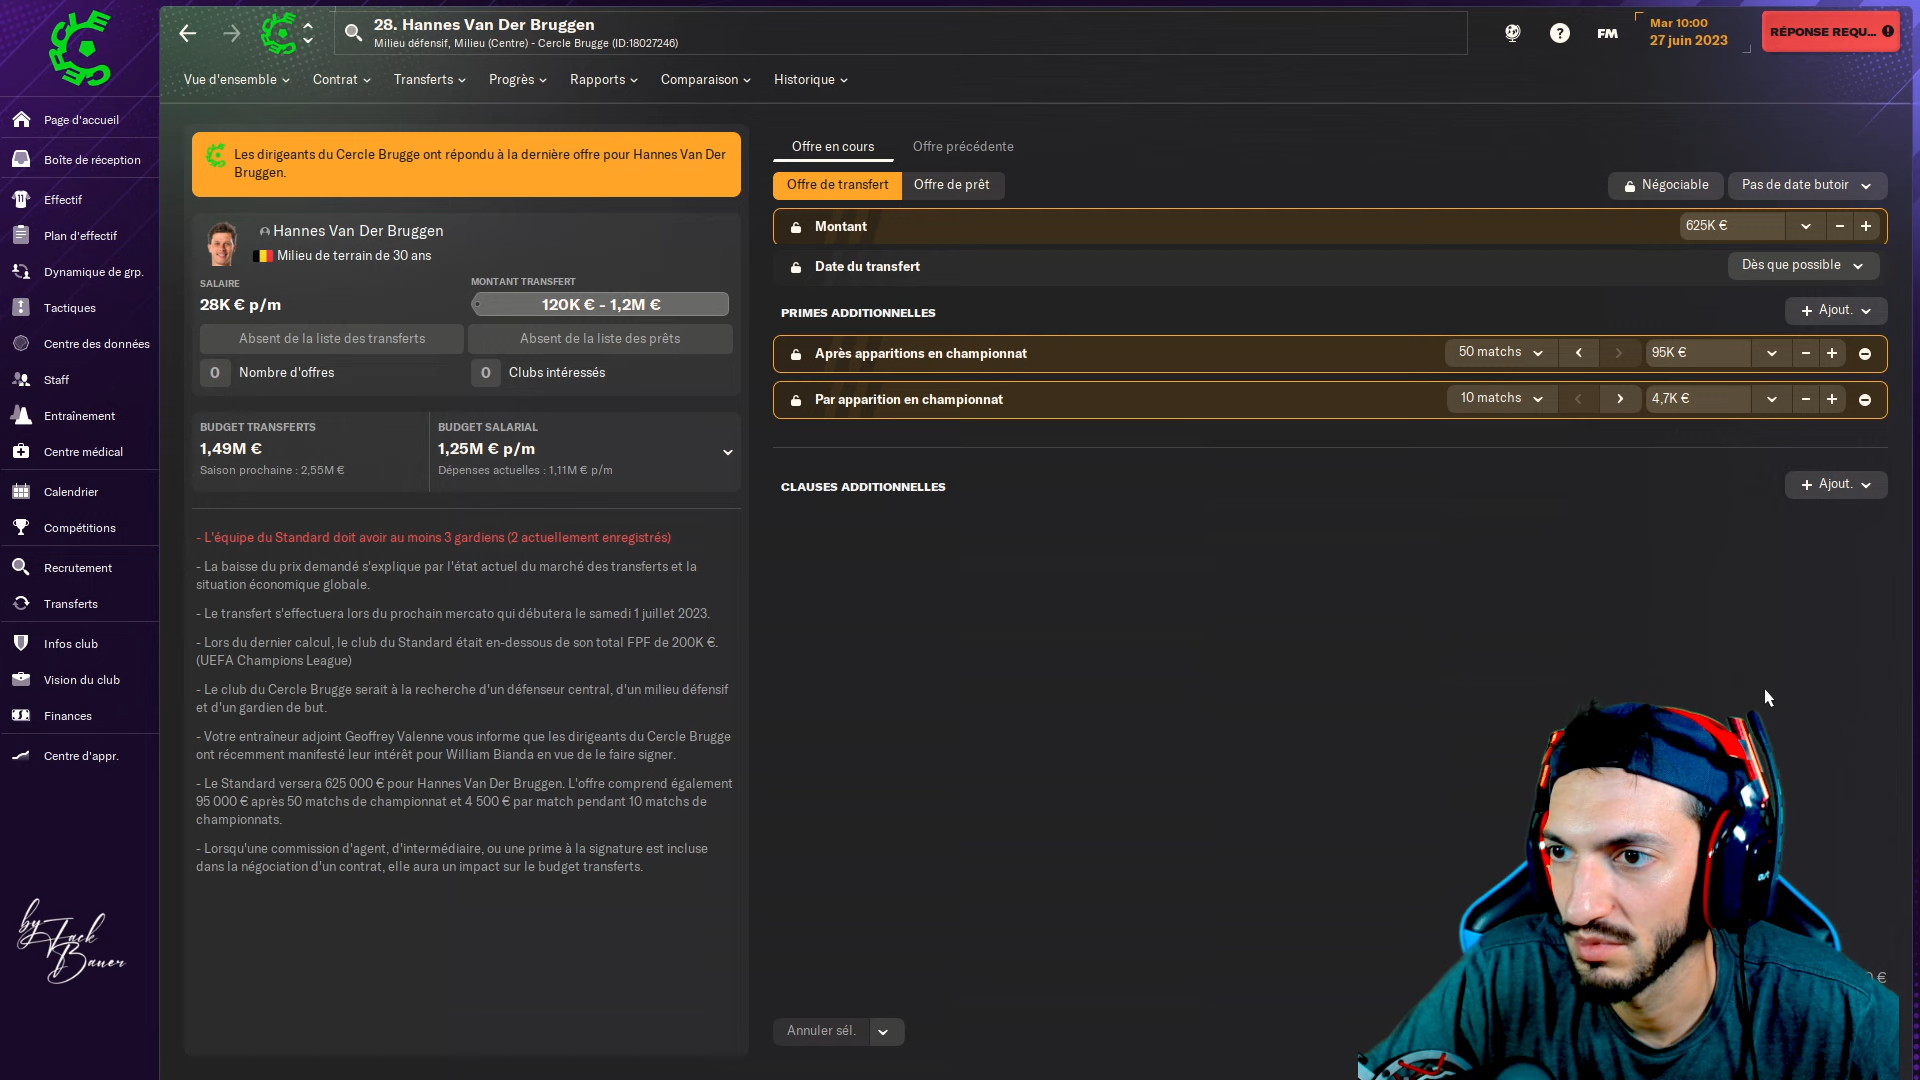 28. Hannes Van Der Bruggen
Milieu défensif, Milieu (Centre) - Cercle Brugge (ID:18027246)
FM
Mar 10:00
27 juin 2023
RÉPONSE REQU...
Vue d'ensemble
Contrat
Transferts
Progrès
Rapports
Comparaison
Historique
Page d'accueil
Boîte de réception
Effectif
Plan d'effectif
Dynamique de grp.
Tactiques
Centre des données
Staff
Entraînement
Centre médical
Calendrier
Compétitions
Recrutement
Transferts
Infos club
Vision du club
Finances
Centre d'appr.
by Jack
Bauer
Les dirigeants du Cercle Brugge ont répondu à la dernière offre pour Hannes Van Der
Bruggen.
Hannes Van Der Bruggen
Milieu de terrain de 30 ans
SALAIRE
28K € p/m
MONTANT TRANSFERT
120K € - 1,2M €
Absent de la liste des transferts
Absent de la liste des prêts
0 Nombre d'offres
0 Clubs intéressés
BUDGET TRANSFERTS
1,49M €
Saison prochaine : 2,55M €
BUDGET SALARIAL
1,25M € p/m
Dépenses actuelles : 1,11M € p/m
- L'équipe du Standard doit avoir au moins 3 gardiens (2 actuellement enregistrés)
- La baisse du prix demandé s'explique par l'état actuel du marché des transferts et la
situation économique globale.
- Le transfert s'effectuera lors du prochain mercato qui débutera le samedi 1 juillet 2023.
- Lors du dernier calcul, le club du Standard était en-dessous de son total FPF de 200K €.
(UEFA Champions League)
- Le club du Cercle Brugge serait à la recherche d'un défenseur central, d'un milieu défensif
et d'un gardien de but.
- Votre entraîneur adjoint Geoffrey Valenne vous informe que les dirigeants du Cercle Brugge
ont récemment manifesté leur intérêt pour William Bianda en vue de le faire signer.
- Le Standard versera 625 000 € pour Hannes Van Der Bruggen. L'offre comprend également
95 000 € après 50 matchs de championnat et 4 500 € par match pendant 10 matchs de
championnats.
- Lorsqu'une commission d'agent, d'intermédiaire, ou une prime à la signature est incluse
dans la négociation d'un contrat, elle aura un impact sur le budget transferts.
Offre en cours
Offre précédente
Offre de transfert
Offre de prêt
Négociable
Pas de date butoir
Montant
625K €
Date du transfert
Dès que possible
PRIMES ADDITIONNELLES
+ Ajout.
Après apparitions en championnat
50 matchs
95K €
Par apparition en championnat
10 matchs
4,7K €
CLAUSES ADDITIONNELLES
+ Ajout.
€
Annuler sél.